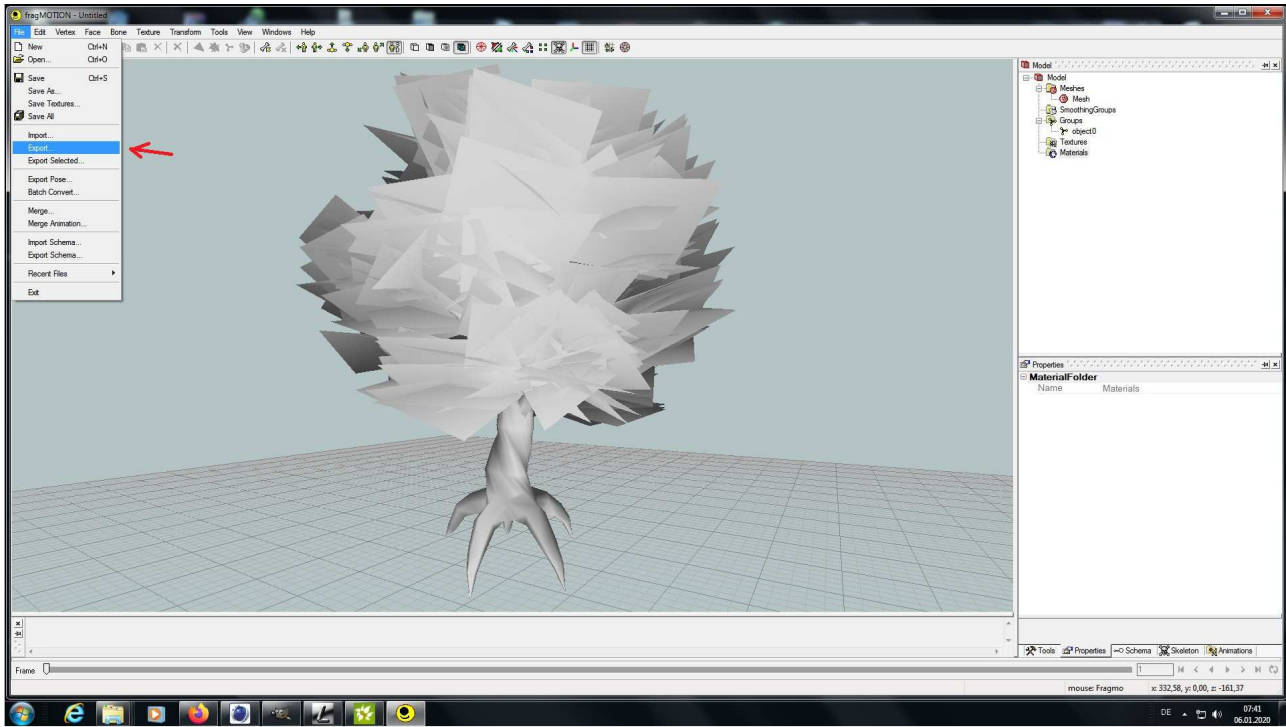 fragMOTION - Untitled
File Edit Vertex Face Bone Texture Transform Tools View Windows Help
New Ctrl+N
Open... Ctrl+O
Save Ctrl+S
Save As...
Save Textures...
Save All
Import...
Export...
Export Selected...
Export Pose...
Batch Convert...
Merge...
Merge Animation...
Import Schema...
Export Schema...
Recent Files
Exit
Model
Model
Meshes
Mesh
SmoothingGroups
Groups
object0
Textures
Materials
Properties
MaterialFolder
Name Materials
Tools Properties Schema Skeleton Animations
Frame 1
mouse: Fragmo x: 332,58, y: 0,00, z: -161,37
DE 07:41
06.01.2020